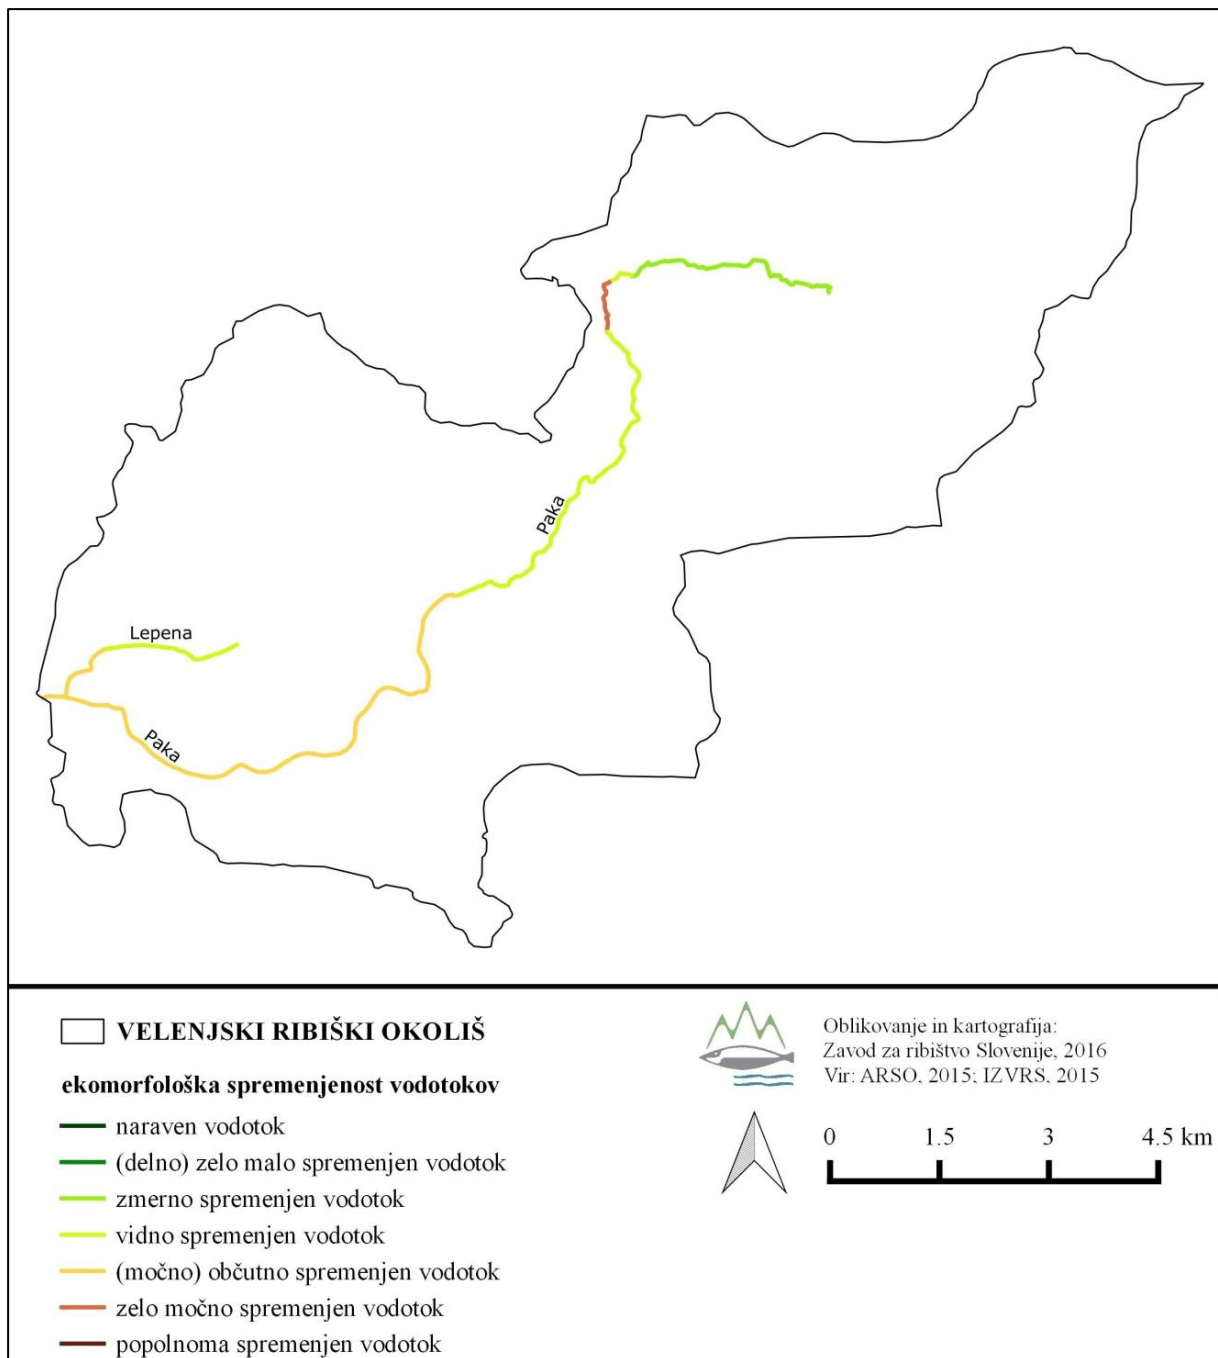 Paka
Lepena
Paka
VELENJSKI RIBIŠKI OKOLIŠ
ekomorfološka spremenjenost vodotokov
naraven vodotok
(delno) zelo malo spremenjen vodotok
zmerno spremenjen vodotok
vidno spremenjen vodotok
(močno) občutno spremenjen vodotok
zelo močno spremenjen vodotok
popolnoma spremenjen vodotok
Oblikovanje in kartografija:
Zavod za ribištvo Slovenije, 2016
Vir: ARSO, 2015; IZVRS, 2015
0 1.5 3 4.5 km